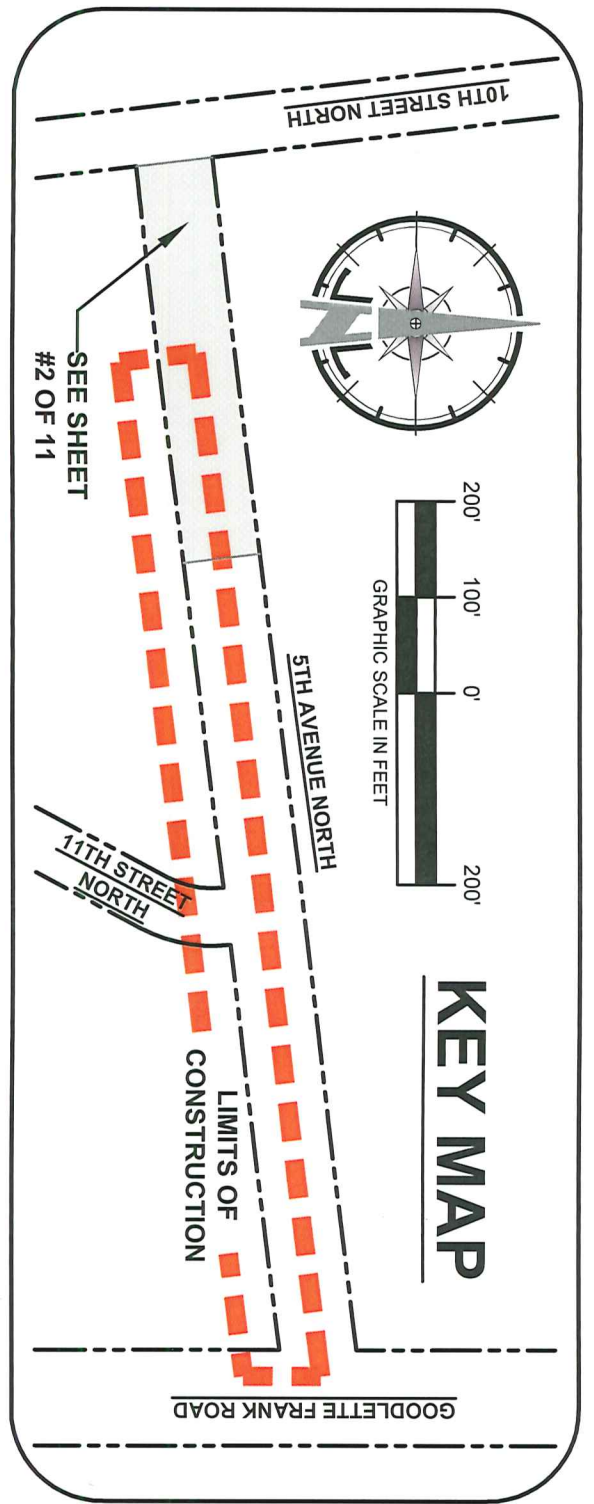 10TH STREET NORTH
N
200'
100'
0'
200'
GRAPHIC SCALE IN FEET
KEY MAP
5TH AVENUE NORTH
SEE SHEET
#2 OF 11
11TH STREET
NORTH
LIMITS OF
CONSTRUCTION
GOODLETTE FRANK ROAD